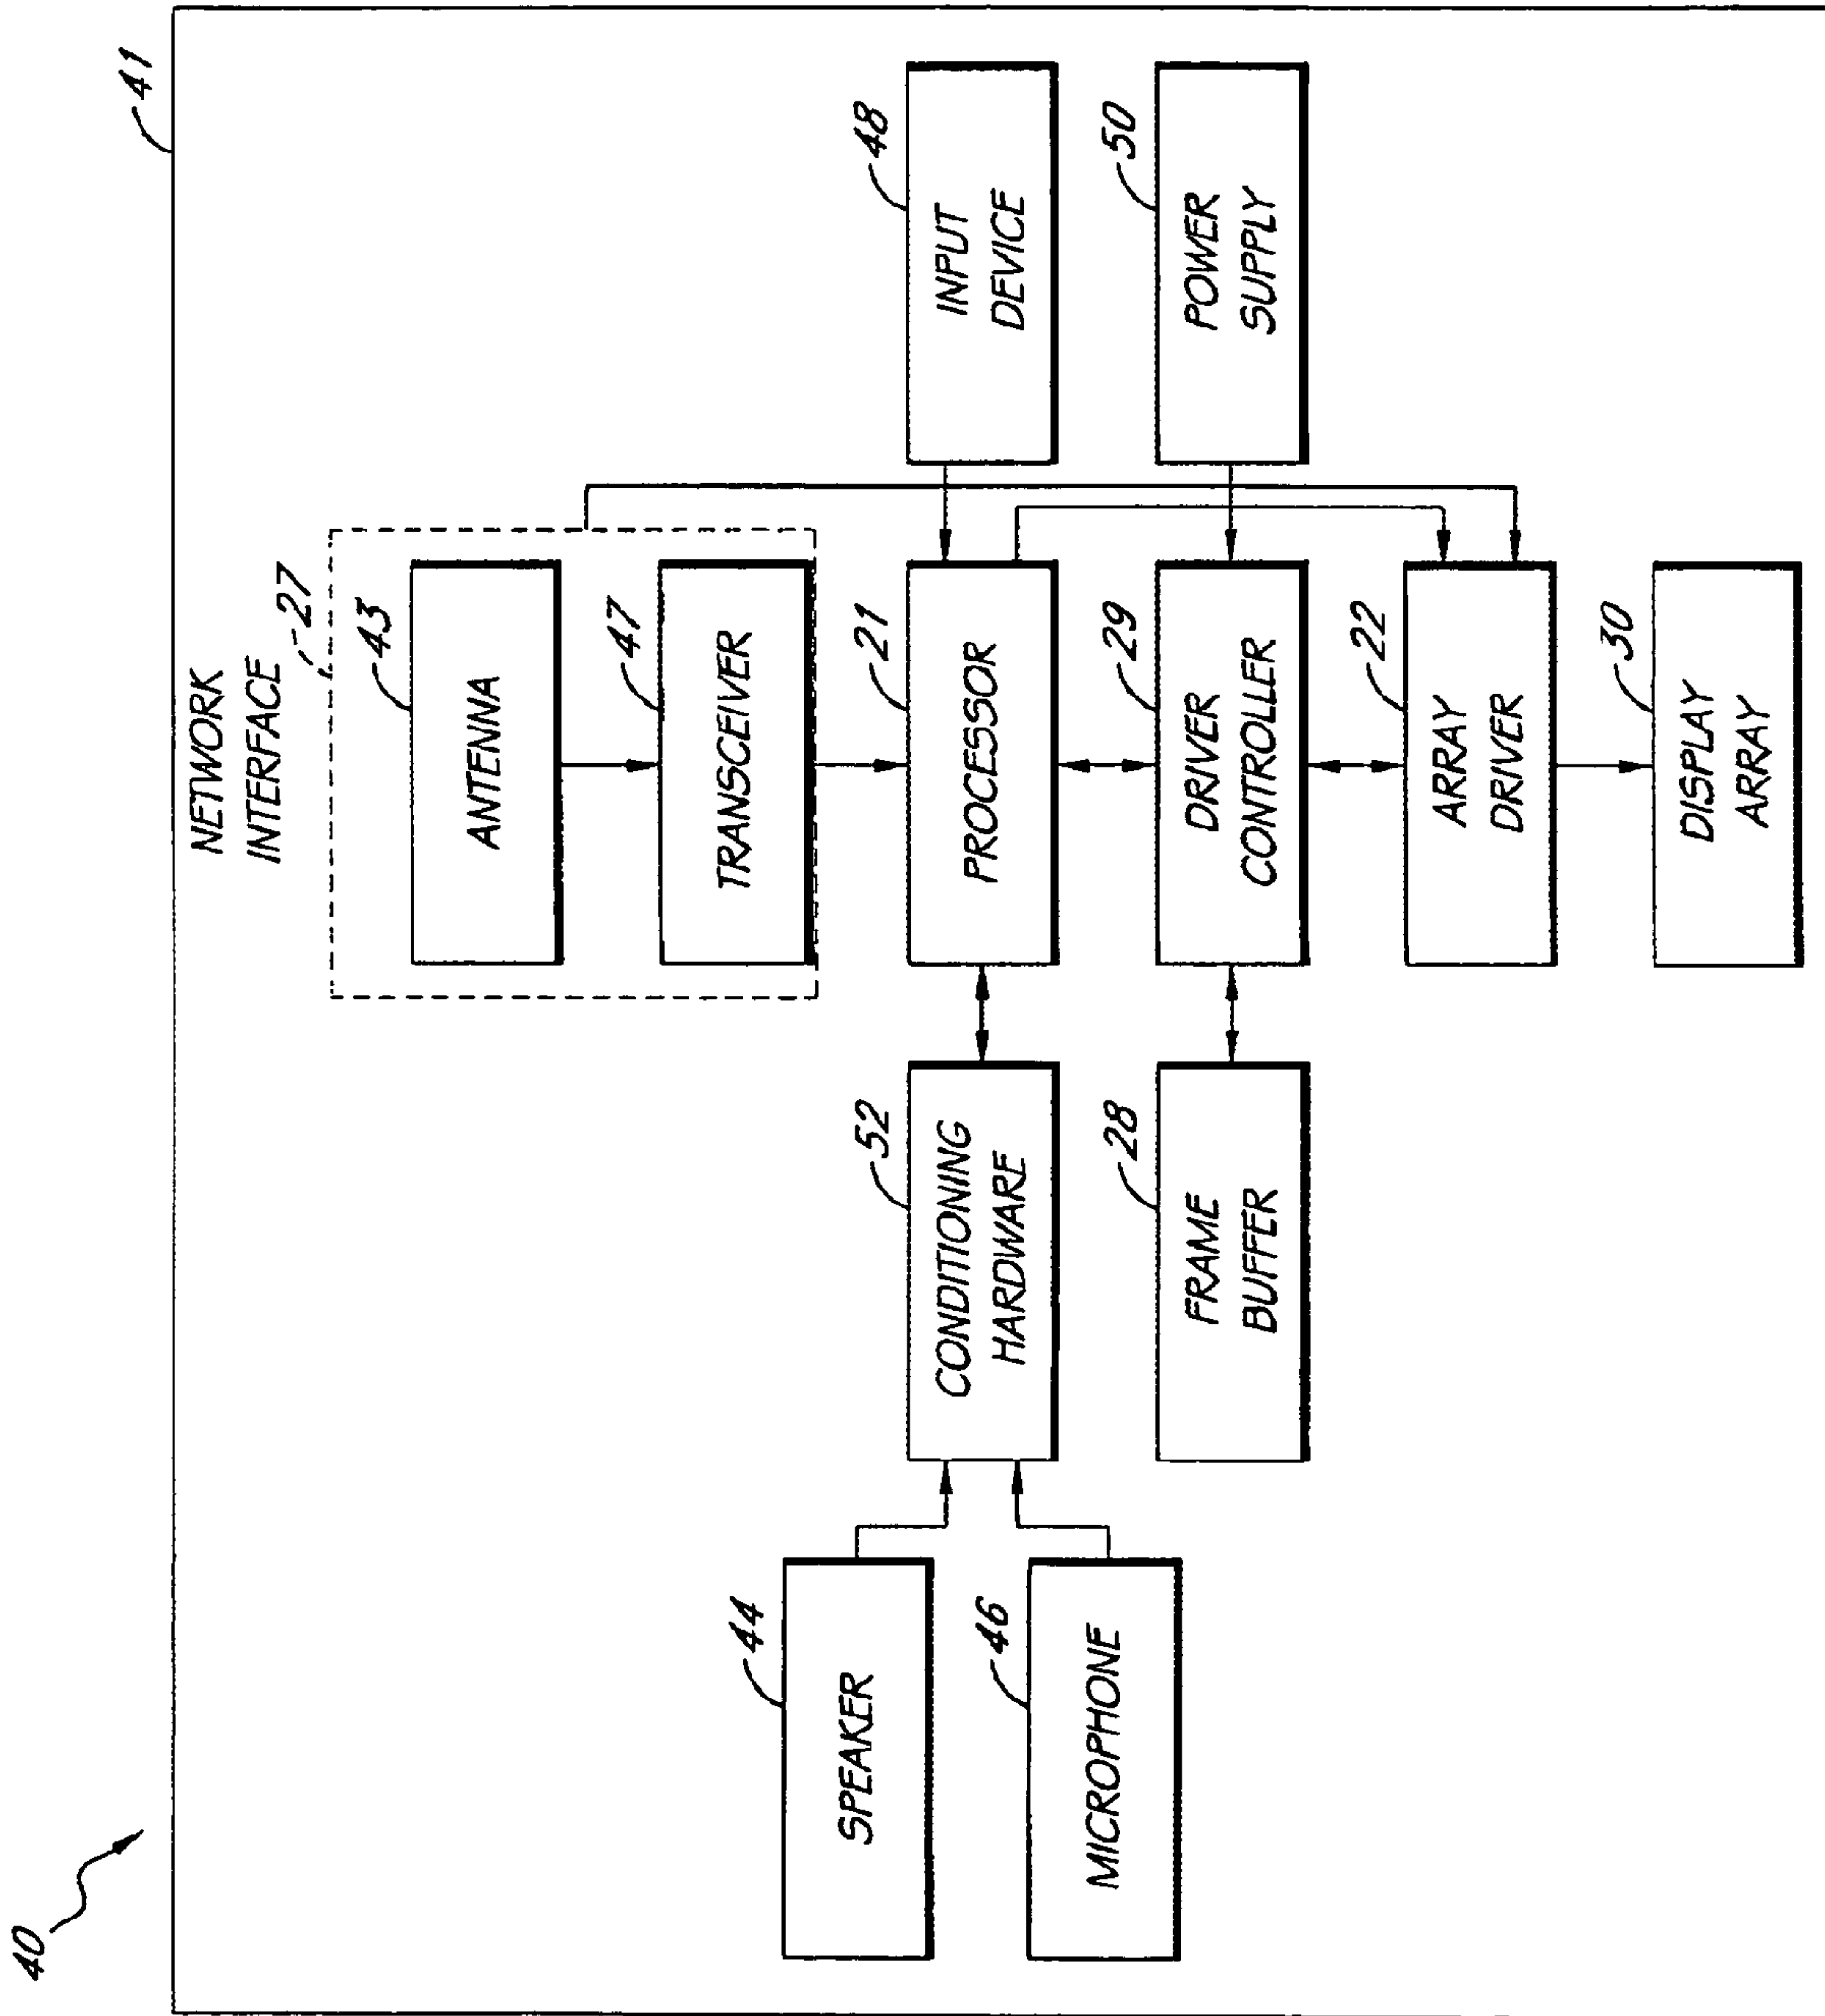 40
41
NETWORK
INTERFACE
27
43
ANTENNA
47
TRANSCEIVER
48
INPUT
DEVICE
21
PROCESSOR
52
CONDITIONING
HARDWARE
44
SPEAKER
46
MICROPHONE
50
POWER
SUPPLY
29
DRIVER
CONTROLLER
28
FRAME
BUFFER
22
ARRAY
DRIVER
30
DISPLAY
ARRAY